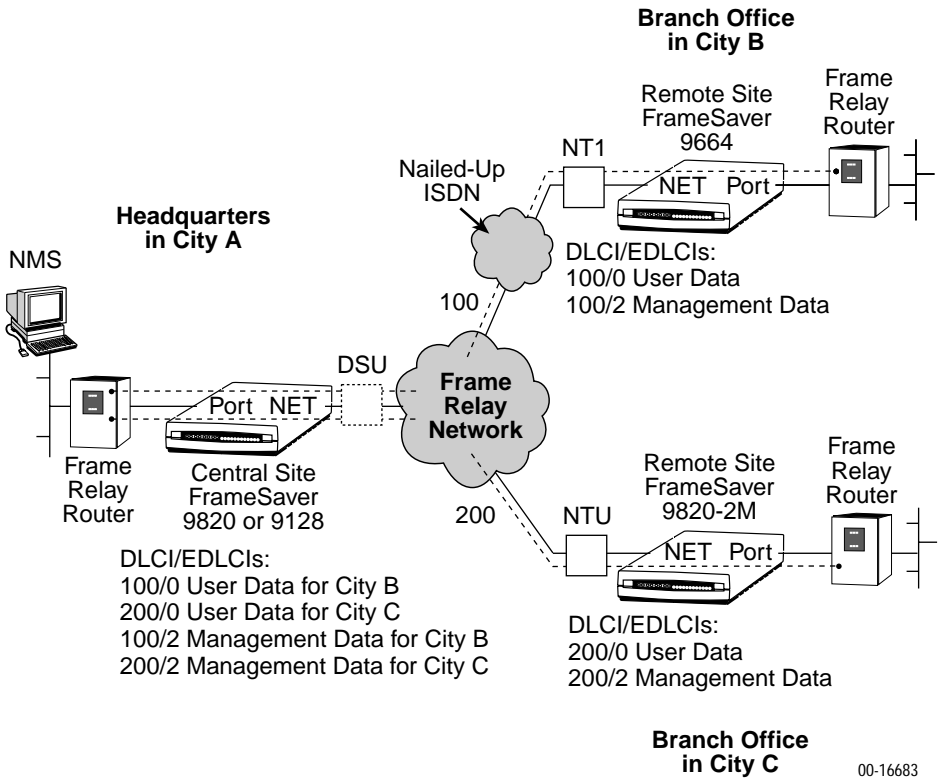 Branch Office
in City B
Remote Site
FrameSaver
9664
Frame
Relay
Router
NT1
NET Port
Nailed-Up
ISDN
Headquarters
in City A
NMS
DLCI/EDLCIs:
100/0 User Data
100/2 Management Data
100
DSU
Port NET
Frame
Relay
Network
Frame
Relay
Router
Central Site
FrameSaver
9820 or 9128
DLCI/EDLCIs:
100/0 User Data for City B
200/0 User Data for City C
100/2 Management Data for City B
200/2 Management Data for City C
200
NTU
Remote Site
FrameSaver
9820-2M
Frame
Relay
Router
NET Port
DLCI/EDLCIs:
200/0 User Data
200/2 Management Data
Branch Office
in City C
00-16683